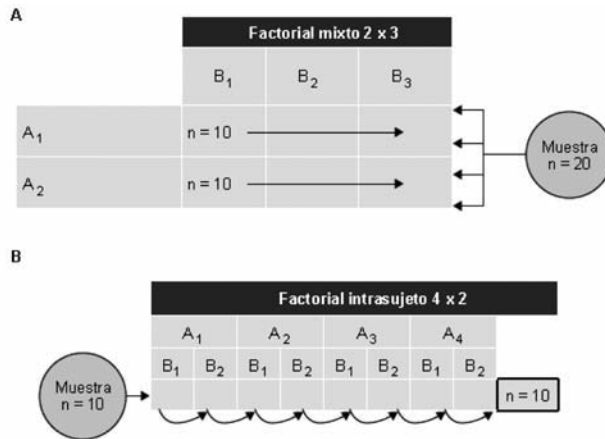 A
Factorial mixto 2 x 3
B1 B2 B3
A1 n = 10
A2 n = 10
Muestra
n = 20
B
Factorial intrasujeto 4 x 2
A1 A2 A3 A4
B1 B2 B1 B2 B1 B2 B1 B2
Muestra
n = 10
n = 10